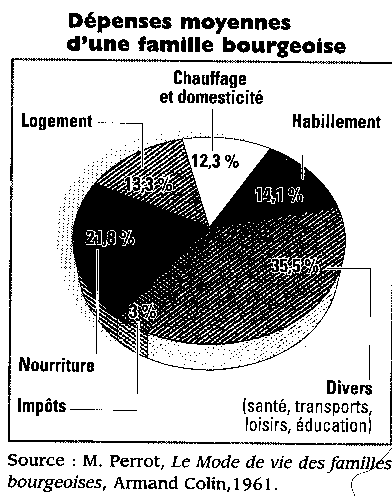 Dépenses moyennes
d'une famille bourgeoise
Chauffage
et domesticité
Logement
Habillement
12,3 %
13,3 %
14,1 %
21,8 %
35,5 %
3 %
Nourriture
Impôts
Divers
(santé, transports,
loisirs, éducation)
Source : M. Perrot, Le Mode de vie des familles
bourgeoises, Armand Colin,1961.